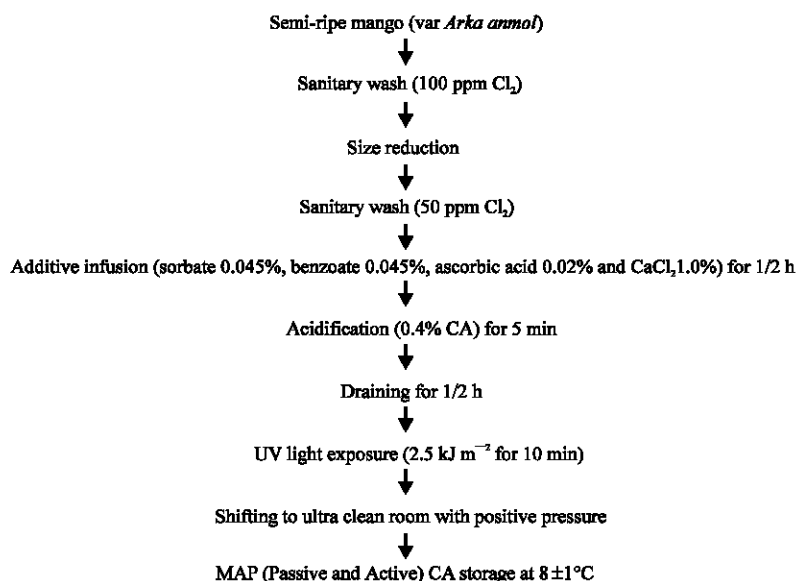 Semi-ripe mango (var Arka anmol)
Sanitary wash (100 ppm Cl₂)
Size reduction
Sanitary wash (50 ppm Cl₂)
Additive infusion (sorbate 0.045%, benzoate 0.045%, ascorbic acid 0.02% and CaCl₂1.0%) for 1/2 h
Acidification (0.4% CA) for 5 min
Draining for 1/2 h
UV light exposure (2.5 kJ m⁻² for 10 min)
Shifting to ultra clean room with positive pressure
MAP (Passive and Active) CA storage at 8±1°C